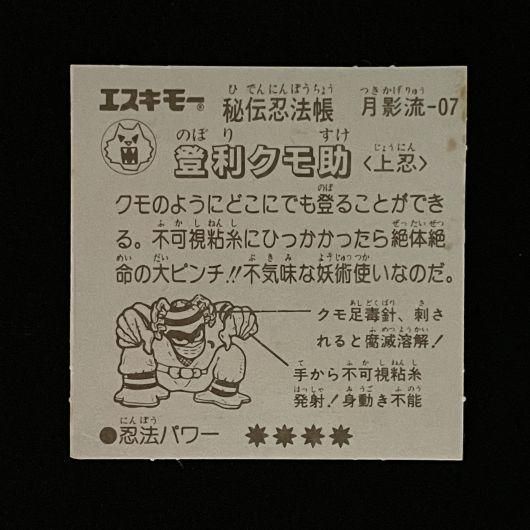 エスキモー® 秘伝忍法帳 月影流-07
ひでんにんぽうちょう つきかげりゅう
登利クモ助 〈上忍〉
のぼり すけ じょうにん
クモのようにどこにでも登ることができ
のぼ
る。不可視粘糸にひっかかったら絶体絶
ふかしねんし ぜったいぜつ
命の大ピンチ!!不気味な妖術使いなのだ。
めい だい ぶきみ ようじゅつつか
クモ足毒針、刺さ
あしどくばり さ
れると腐滅溶解!
ふめつようかい
手から不可視粘糸
て ふかしねんし
発射!身動き不能
はっしゃ みうご ふのう
●忍法パワー ✸✸✸✸
にんぽう